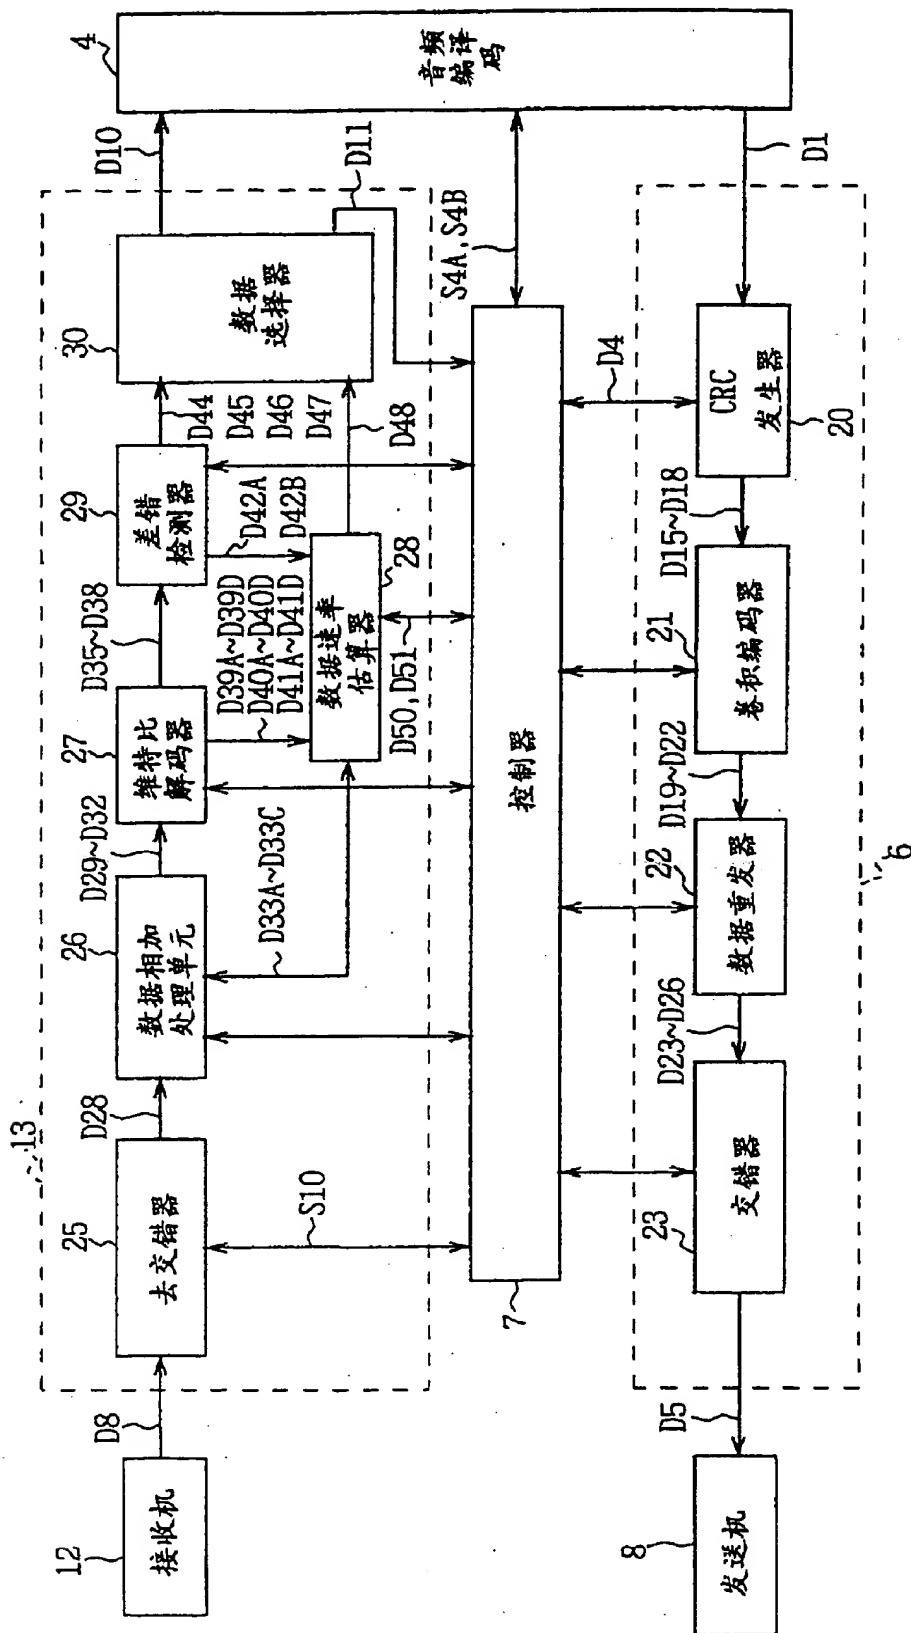 12
接收机
D8
13
25
去交错器
D28
S10
26
数据相加
处理单元
D29~D32
D33A~D33C
27
维特比
解码器
D35~D38
D39A~D39D
D40A~D40D
D41A~D41D
29
差错
检测器
D42A
D42B
28
数据速率
估算器
D50, D51
D44
D45
D46
D47
D48
30
数据
选择器
D10
D11
4
音频
编译
码
7
控制器
S4A, S4B
D4
D1
CRC
发生器
20
D15~D18
21
卷积编码器
D19~D22
22
数据重发器
D23~D26
23
交错器
6
D5
8
发送机